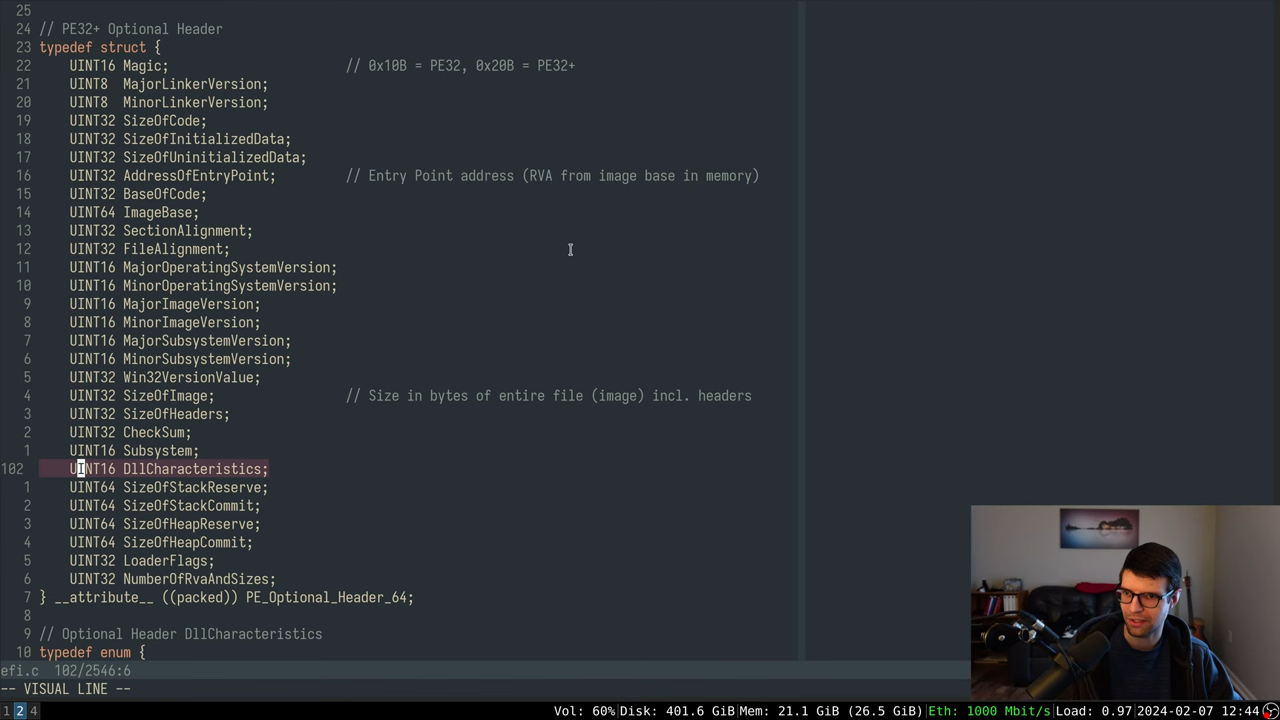 25
24 // PE32+ Optional Header
23 typedef struct {
22     UINT16 Magic;                       // 0x10B = PE32, 0x20B = PE32+
21     UINT8  MajorLinkerVersion;
20     UINT8  MinorLinkerVersion;
19     UINT32 SizeOfCode;
18     UINT32 SizeOfInitializedData;
17     UINT32 SizeOfUninitializedData;
16     UINT32 AddressOfEntryPoint;         // Entry Point address (RVA from image base in memory)
15     UINT32 BaseOfCode;
14     UINT64 ImageBase;
13     UINT32 SectionAlignment;
12     UINT32 FileAlignment;
11     UINT16 MajorOperatingSystemVersion;
10     UINT16 MinorOperatingSystemVersion;
9     UINT16 MajorImageVersion;
8     UINT16 MinorImageVersion;
7     UINT16 MajorSubsystemVersion;
6     UINT16 MinorSubsystemVersion;
5     UINT32 Win32VersionValue;
4     UINT32 SizeOfImage;                 // Size in bytes of entire file (image) incl. headers
3     UINT32 SizeOfHeaders;
2     UINT32 CheckSum;
1     UINT16 Subsystem;
102     UINT16 DllCharacteristics;
1     UINT64 SizeOfStackReserve;
2     UINT64 SizeOfStackCommit;
3     UINT64 SizeOfHeapReserve;
4     UINT64 SizeOfHeapCommit;
5     UINT32 LoaderFlags;
6     UINT32 NumberOfRvaAndSizes;
7 } __attribute__ ((packed)) PE_Optional_Header_64;
8
9 // Optional Header DllCharacteristics
10 typedef enum {
efi.c  102/2546:6
-- VISUAL LINE --
1 2 4 Vol: 60%|Disk: 401.6 GiB|Mem: 21.1 GiB (26.5 GiB)|Eth: 1000 Mbit/s|Load: 0.97|2024-02-07 12:44